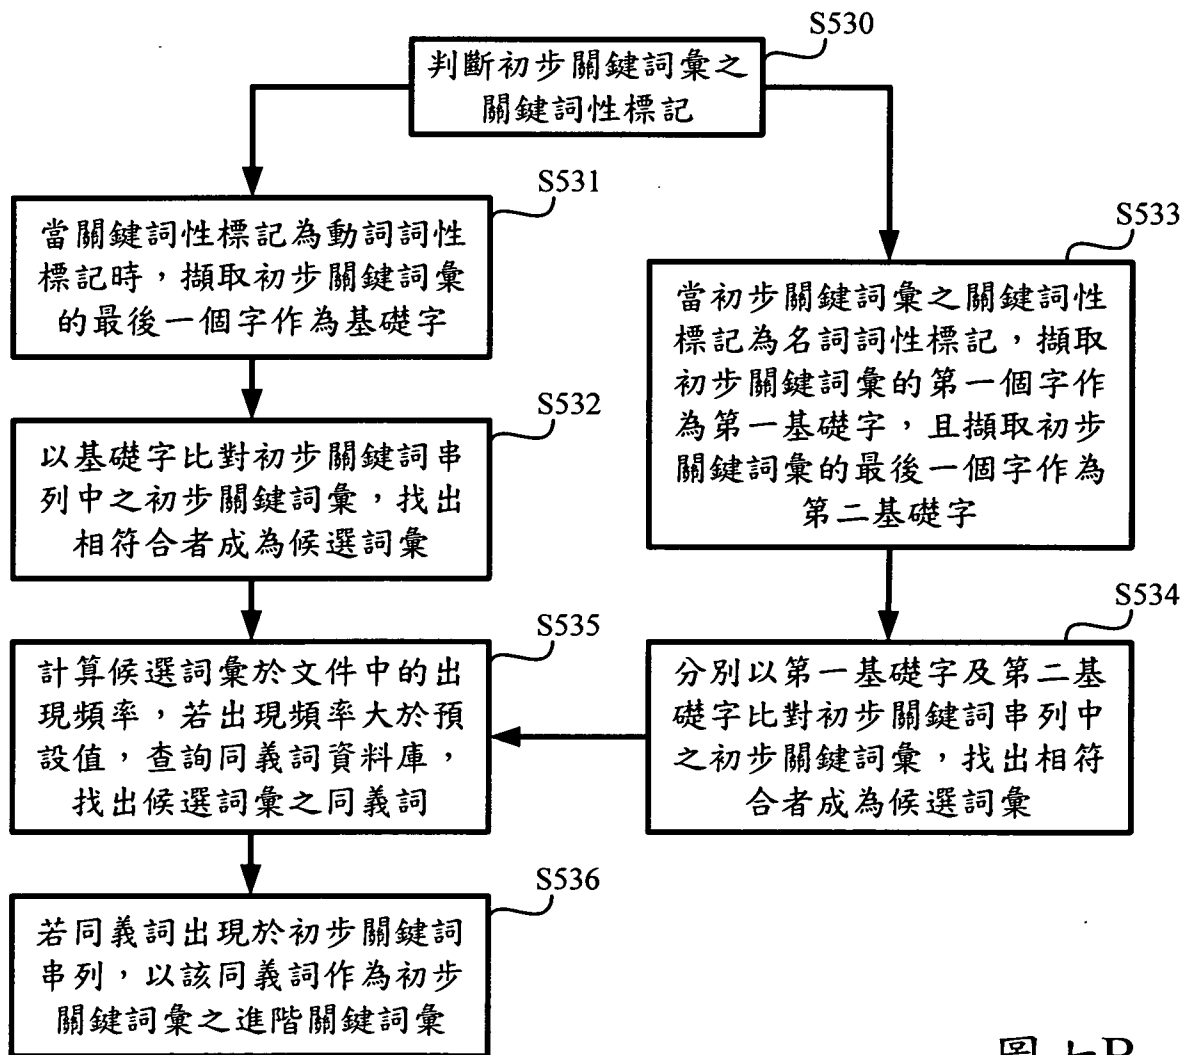 S530
判斷初步關鍵詞彙之
關鍵詞性標記
S531
當關鍵詞性標記為動詞詞性
標記時，擷取初步關鍵詞彙
的最後一個字作為基礎字
S532
以基礎字比對初步關鍵詞串
列中之初步關鍵詞彙，找出
相符合者成為候選詞彙
S533
當初步關鍵詞彙之關鍵詞性
標記為名詞詞性標記，擷取
初步關鍵詞彙的第一個字作
為第一基礎字，且擷取初步
關鍵詞彙的最後一個字作為
第二基礎字
S534
分別以第一基礎字及第二基
礎字比對初步關鍵詞串列中
之初步關鍵詞彙，找出相符
合者成為候選詞彙
S535
計算候選詞彙於文件中的出
現頻率，若出現頻率大於預
設值，查詢同義詞資料庫，
找出候選詞彙之同義詞
S536
若同義詞出現於初步關鍵詞
串列，以該同義詞作為初步
關鍵詞彙之進階關鍵詞彙
圖七B